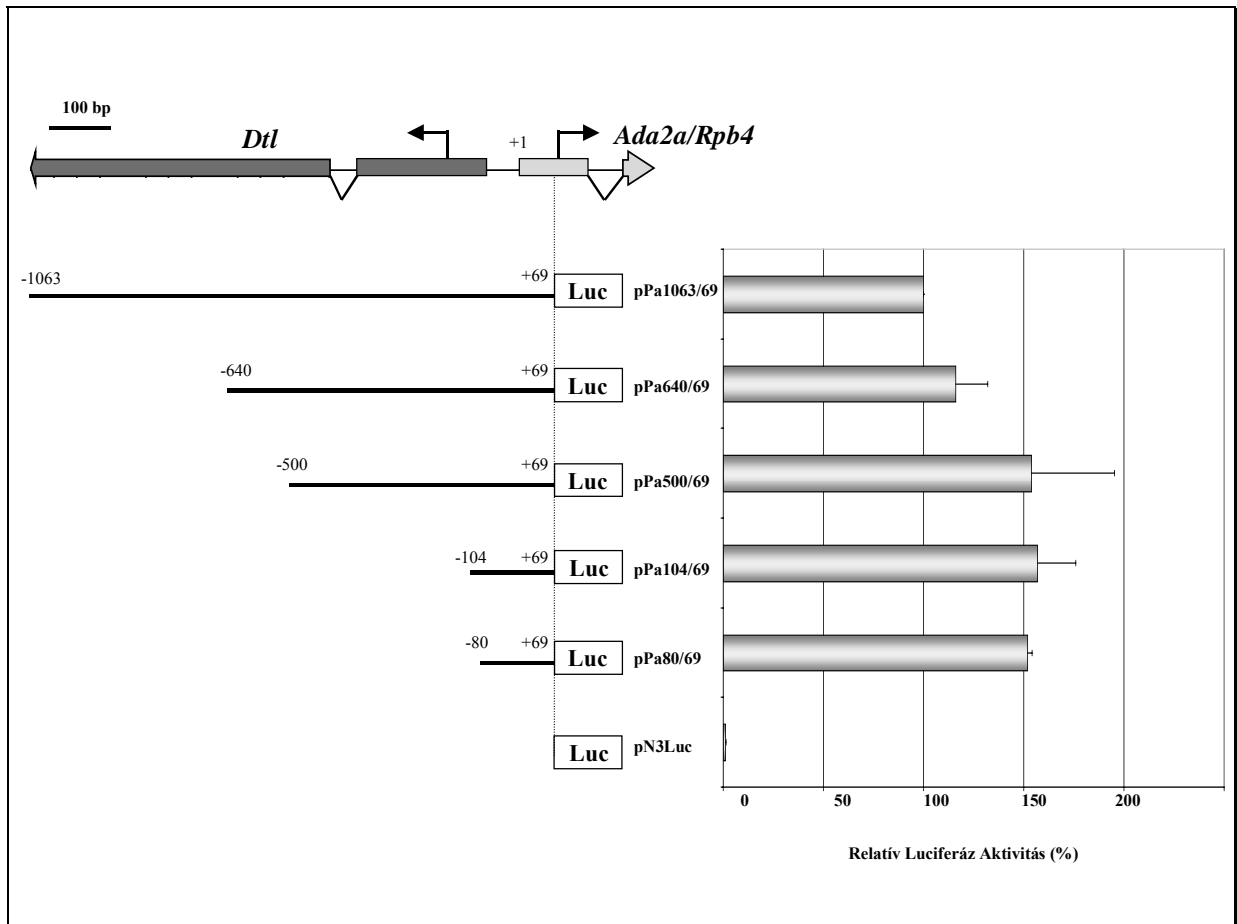 100 bp
Dtl
+1
Ada2a/Rpb4
-1063
+69
Luc
pPa1063/69
-640
+69
Luc
pPa640/69
-500
+69
Luc
pPa500/69
-104
+69
Luc
pPa104/69
-80
+69
Luc
pPa80/69
Luc
pN3Luc
0 50 100 150 200
Relatív Luciferáz Aktivitás (%)